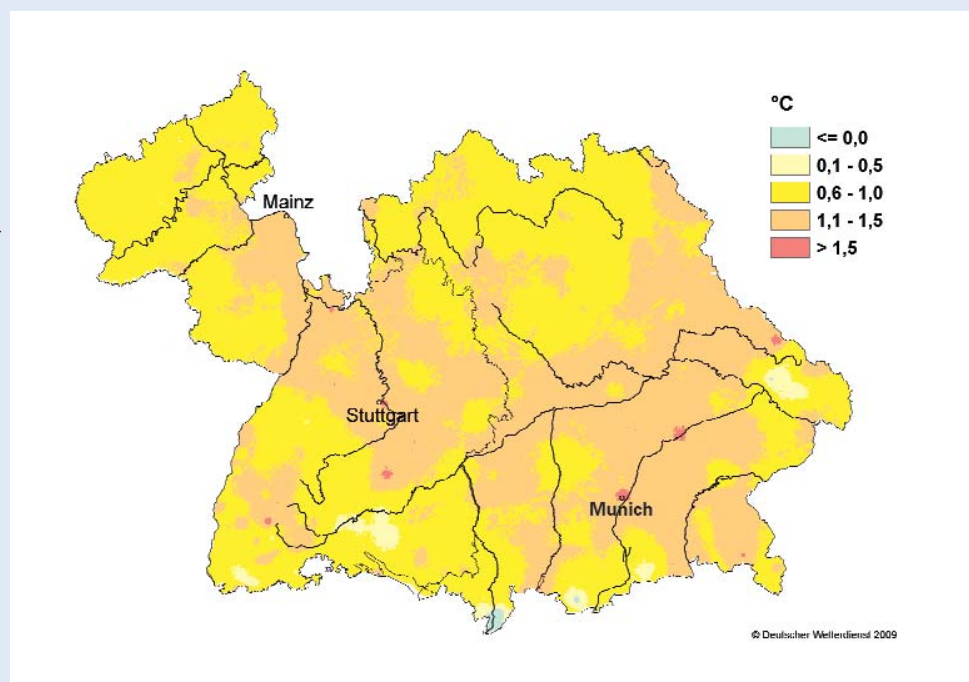 °C
<= 0,0
0,1 - 0,5
0,6 - 1,0
1,1 - 1,5
> 1,5
Mainz
Stuttgart
Munich
© Deutscher Wetterdienst 2009